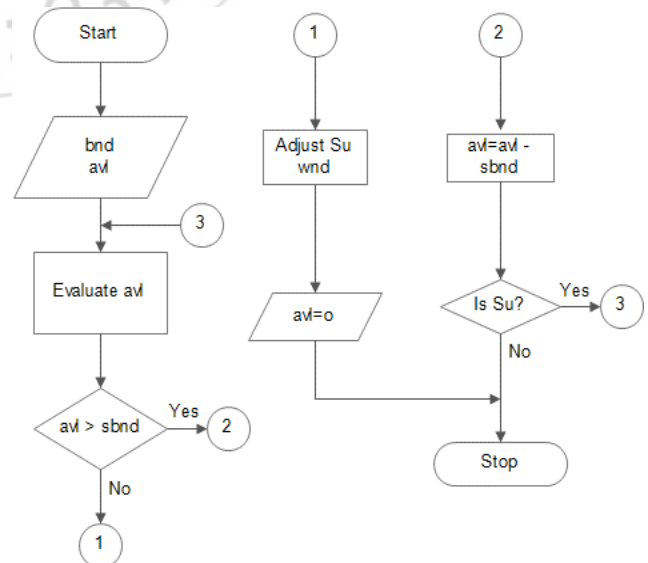 Start
bnd
avl
3
Evaluate avl
avl > sbnd
Yes
2
No
1
1
Adjust Su
wnd
avl=o
2
avl=avl -
sbnd
Is Su?
Yes
3
No
Stop